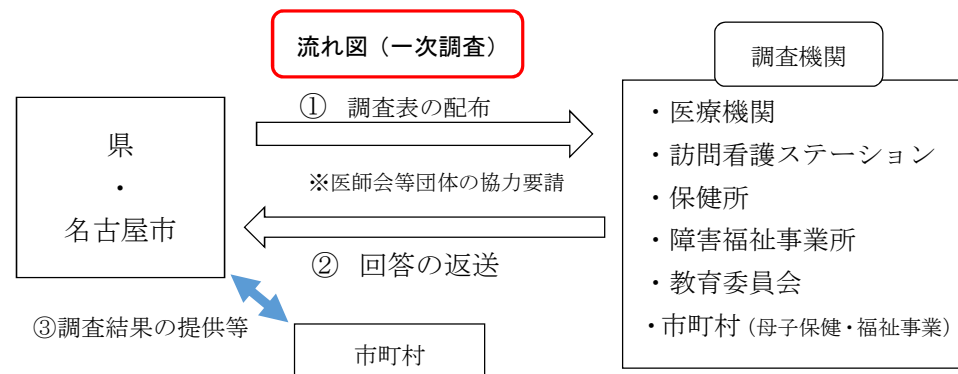 流れ図（一次調査）
調査機関
① 調査表の配布
県
・
名古屋市
※医師会等団体の協力要請
② 回答の返送
③調査結果の提供等
市町村
・医療機関
・訪問看護ステーション
・保健所
・障害福祉事業所
・教育委員会
・市町村（母子保健・福祉事業）